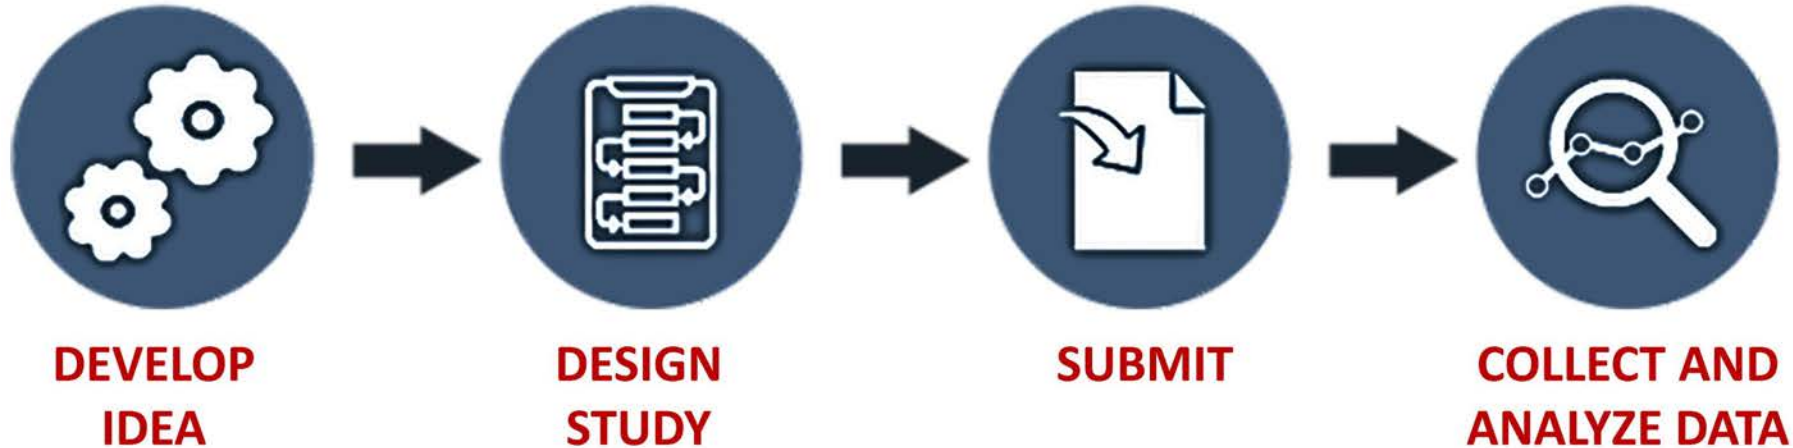 DEVELOP
IDEA
DESIGN
STUDY
SUBMIT
COLLECT AND
ANALYZE DATA